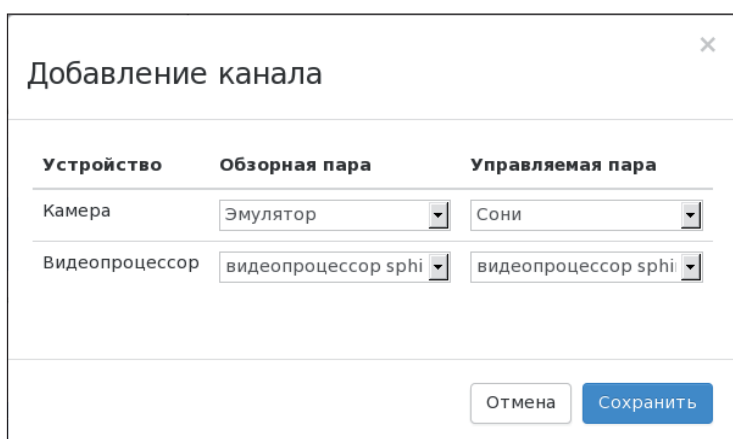 Добавление канала
×
Устройство Обзорная пара Управляемая пара
Камера Эмулятор Сони
Видеопроцессор видеопроцессор sphi видеопроцессор sphi
Отмена Сохранить